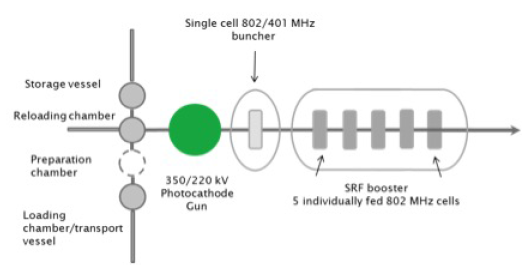 Single cell 802/401 MHz
buncher
Storage vessel
Reloading chamber
Preparation
chamber
Loading
chamber/transport
vessel
350/220 kV
Photocathode
Gun
SRF booster
5 individually fed 802 MHz cells